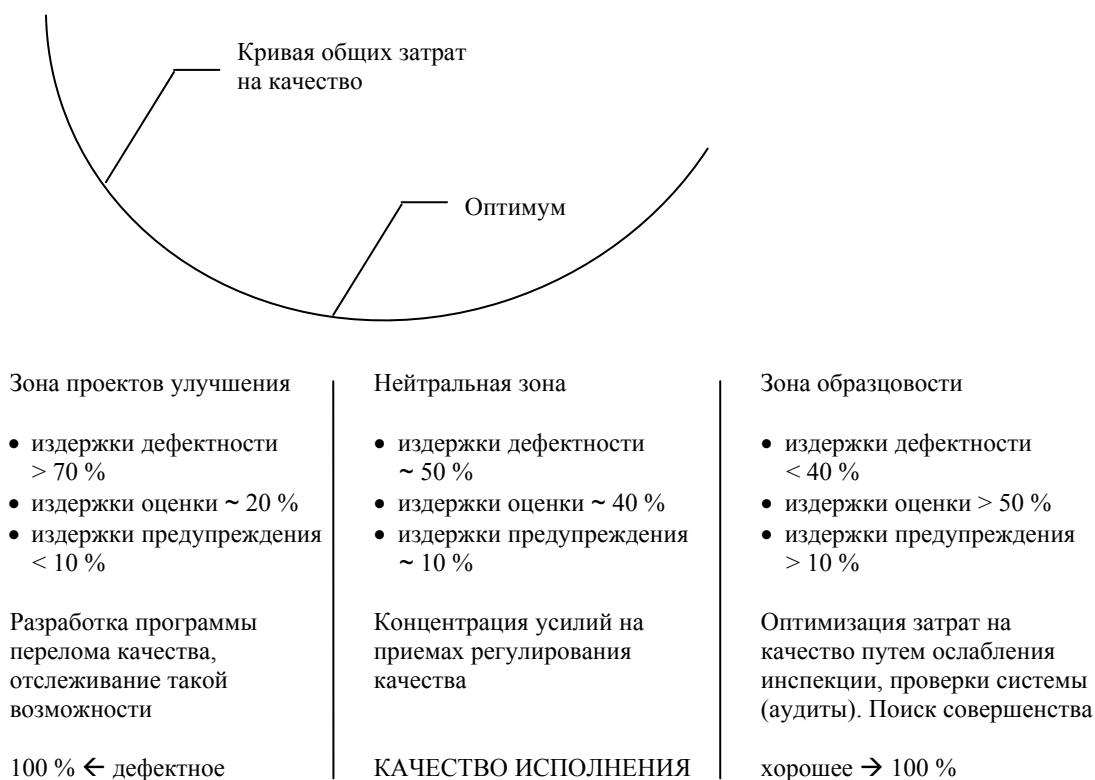 Кривая общих затрат
на качество
Оптимум
Зона проектов улучшения
• издержки дефектности
> 70 %
• издержки оценки ~ 20 %
• издержки предупреждения
< 10 %
Разработка программы
перелома качества,
отслеживание такой
возможности
100 % ← дефектное
Нейтральная зона
• издержки дефектности
~ 50 %
• издержки оценки ~ 40 %
• издержки предупреждения
~ 10 %
Концентрация усилий на
приемах регулирования
качества
КАЧЕСТВО ИСПОЛНЕНИЯ
Зона образцовости
• издержки дефектности
< 40 %
• издержки оценки > 50 %
• издержки предупреждения
> 10 %
Оптимизация затрат на
качество путем ослабления
инспекции, проверки системы
(аудиты). Поиск совершенства
хорошее → 100 %